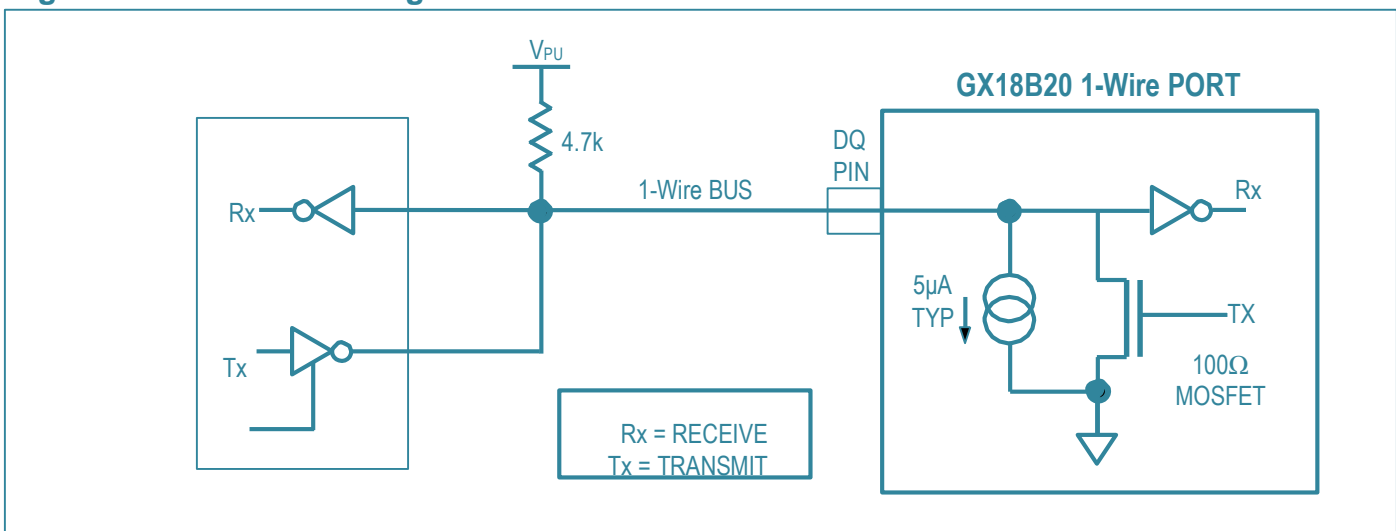 VPU
GX18B20 1-Wire PORT
4.7k
DQ
PIN
1-Wire BUS
Rx
Rx
5µA
TYP
TX
Tx
100Ω
MOSFET
Rx = RECEIVE
Tx = TRANSMIT